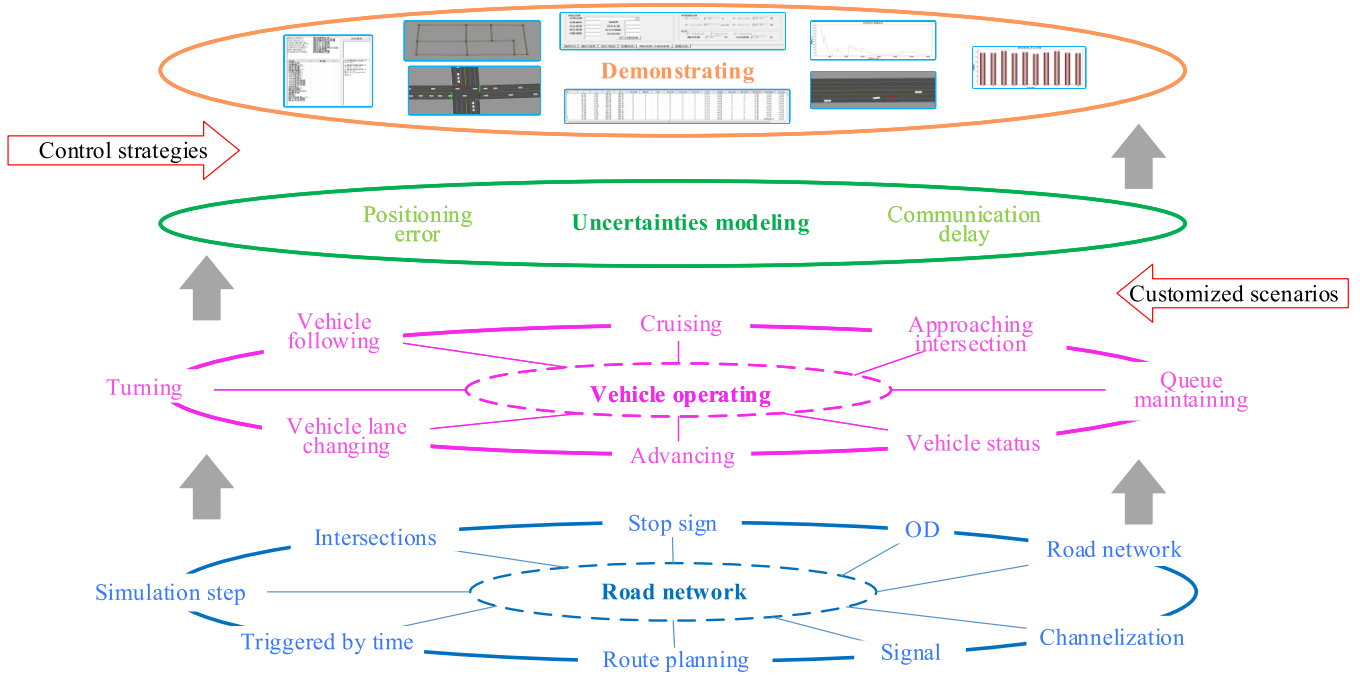 Demonstrating
Control strategies
Positioning
error
Uncertainties modeling
Communication
delay
Customized scenarios
Vehicle
following
Cruising
Approaching
intersection
Turning
Vehicle operating
Queue
maintaining
Vehicle lane
changing
Advancing
Vehicle status
Intersections
Stop sign
OD
Road network
Simulation step
Road network
Triggered by time
Route planning
Signal
Channelization